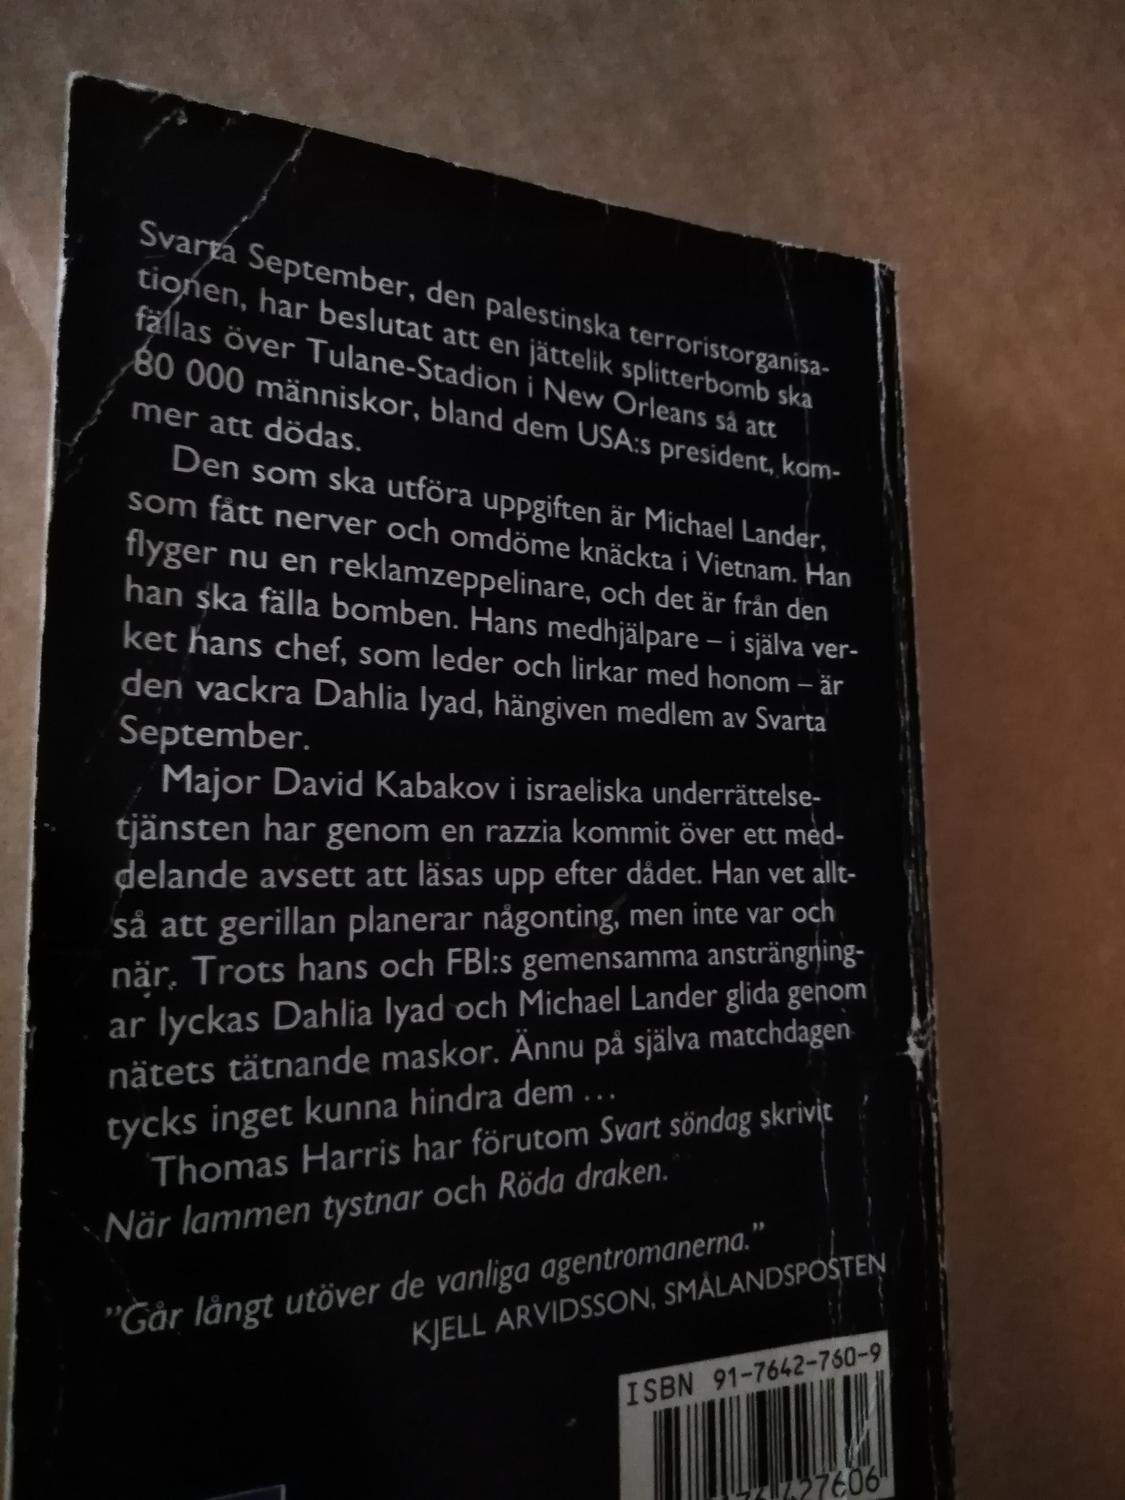 Svarta September, den palestinska terroristorganisa-
tionen, har beslutat att en jättelik splitterbomb ska
fällas över Tulane-Stadion i New Orleans så att
80 000 människor, bland dem USA:s president, kom-
mer att dödas.
Den som ska utföra uppgiften är Michael Lander,
som fått nerver och omdöme knäckta i Vietnam. Han
flyger nu en reklamzeppelinare, och det är från den
han ska fälla bomben. Hans medhjälpare – i själva ver-
ket hans chef, som leder och lirkar med honom – är
den vackra Dahlia Iyad, hängiven medlem av Svarta
September.
Major David Kabakov i israeliska underrättelse-
tjänsten har genom en razzia kommit över ett med-
delande avsett att läsas upp efter dådet. Han vet allt-
så att gerillan planerar någonting, men inte var och
när. Trots hans och FBI:s gemensamma ansträngning-
ar lyckas Dahlia Iyad och Michael Lander glida genom
nätets tätnande maskor. Ännu på själva matchdagen
tycks inget kunna hindra dem ...
Thomas Harris har förutom Svart söndag skrivit
När lammen tystnar och Röda draken.
"Går långt utöver de vanliga agentromanerna."
KJELL ARVIDSSON, SMÅLANDSPOSTEN
ISBN 91-7642-760-9
427606